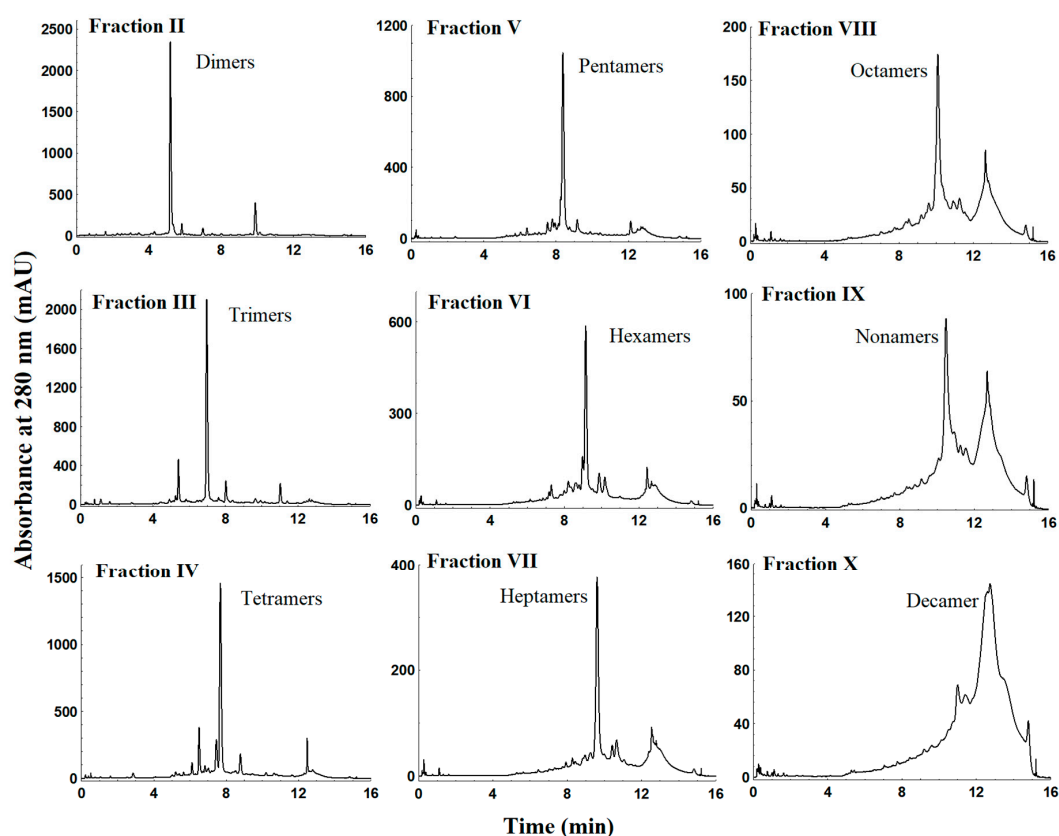 Absorbance at 280 nm (mAU)
Fraction II
Dimers
2500
2000
1500
1000
500
0
0 4 8 12 16
Fraction V
Pentamers
1200
900
600
300
0
0 4 8 12 16
Fraction VIII
Octamers
200
150
100
50
0
0 4 8 12 16
Fraction III
Trimers
2000
1600
1200
800
400
0
0 4 8 12 16
Fraction VI
Hexamers
600
300
0
0 4 8 12 16
Fraction IX
Nonamers
100
50
0
0 4 8 12 16
Fraction IV
Tetramers
1500
1000
500
0
0 4 8 12 16
Fraction VII
Heptamers
400
200
0
0 4 8 12 16
Fraction X
Decamer
160
120
80
40
0
0 4 8 12 16
Time (min)